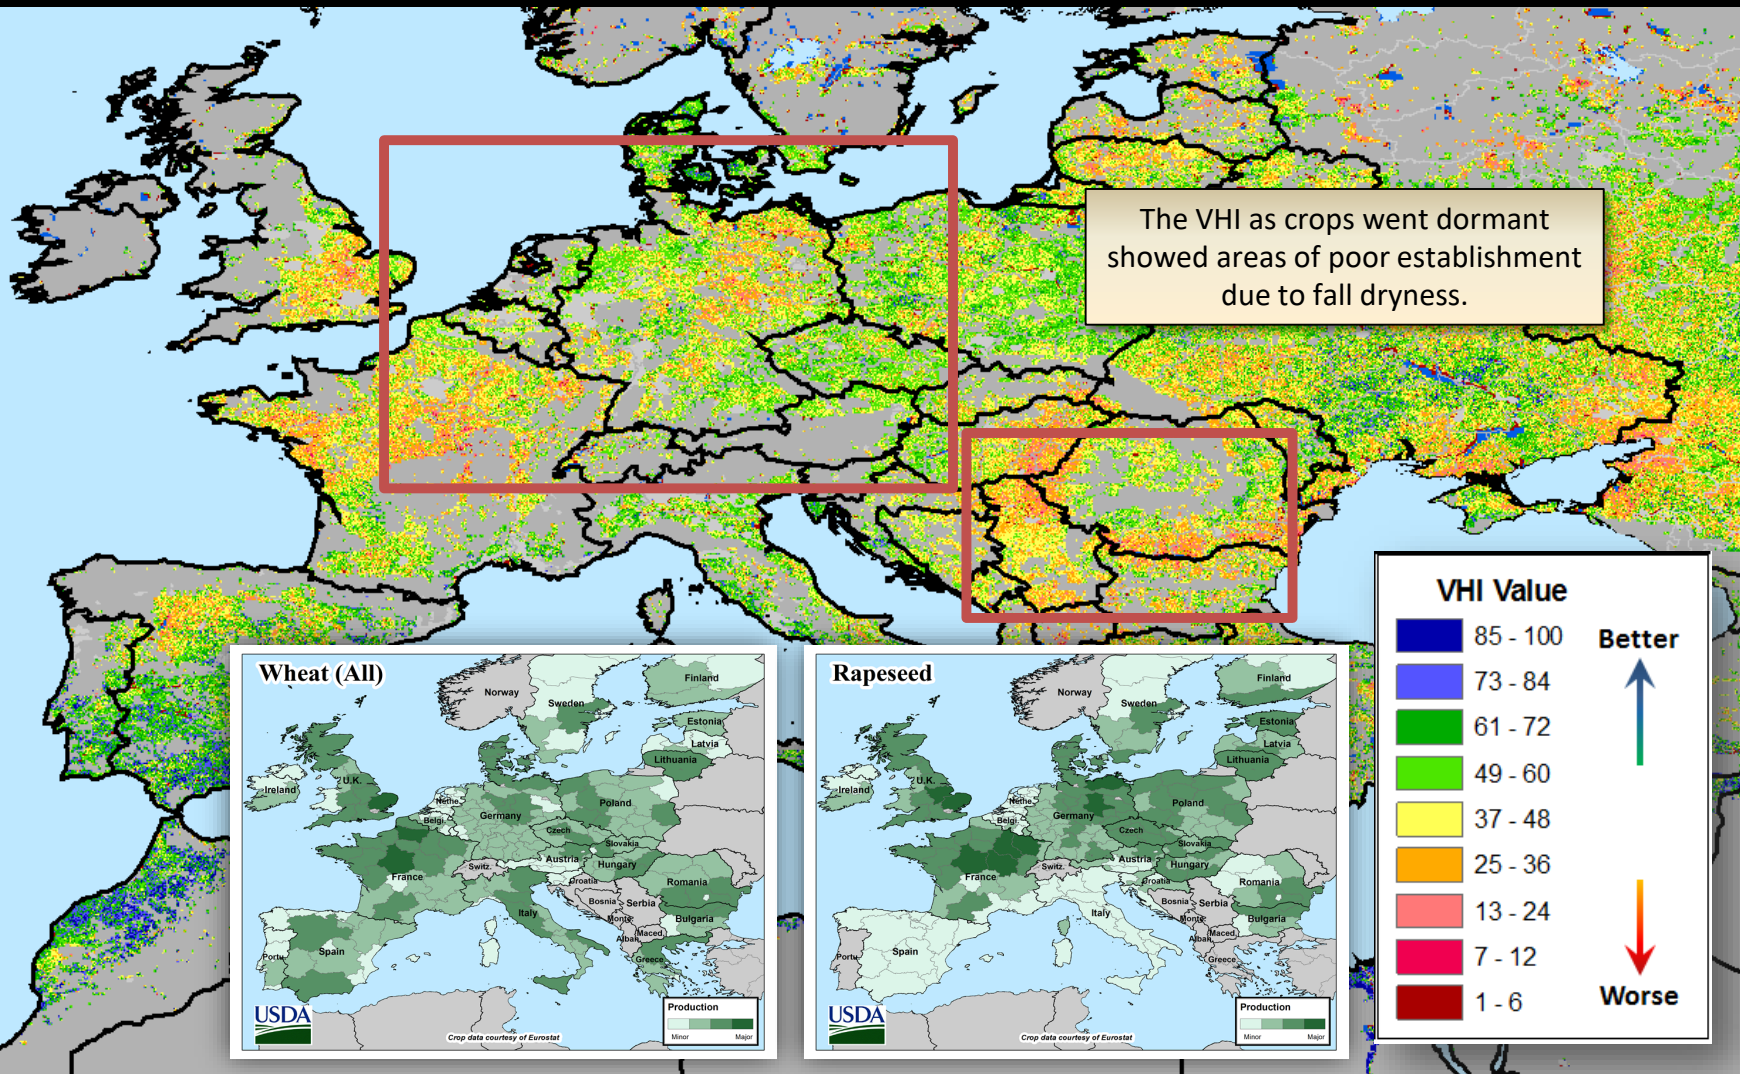 The VHI as crops went dormant
showed areas of poor establishment
due to fall dryness.
VHI Value
85 - 100
Better
73 - 84
61 - 72
49 - 60
37 - 48
25 - 36
13 - 24
7 - 12
Worse
1 - 6
Wheat (All)
Norway
Finland
Sweden
Estonia
Latvia
Lithuania
U.K.
Ireland
Nethe.
Belgi.
Germany
Poland
Czech
Slovakia
Austria
Hungary
Switz.
France
Croatia
Romania
Bosnia
Serbia
Italy
Monte.
Bulgaria
Maced.
Alban.
Greece
Spain
Portu
USDA
Production
Minor
Major
Crop data courtesy of Eurostat
Rapeseed
Norway
Finland
Sweden
Estonia
Latvia
Lithuania
U.K.
Ireland
Nethe.
Belgi.
Germany
Poland
Czech
Slovakia
Austria
Hungary
Switz.
France
Croatia
Romania
Bosnia
Serbia
Italy
Monte.
Bulgaria
Maced.
Alban.
Greece
Spain
Portu
USDA
Production
Minor
Major
Crop data courtesy of Eurostat